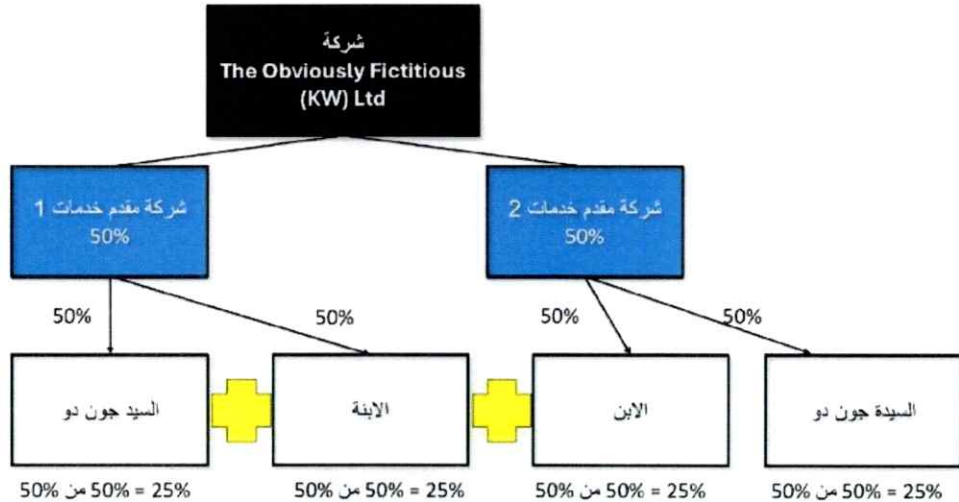 شركة
The Obviously Fictitious
(KW) Ltd
شركة مقدم خدمات 1
50%
شركة مقدم خدمات 2
50%
50%
50%
50%
50%
السيد جون دو
الابنة
الابن
السيدة جون دو
50% من 50% = 25%
50% من 50% = 25%
50% من 50% = 25%
50% من 50% = 25%